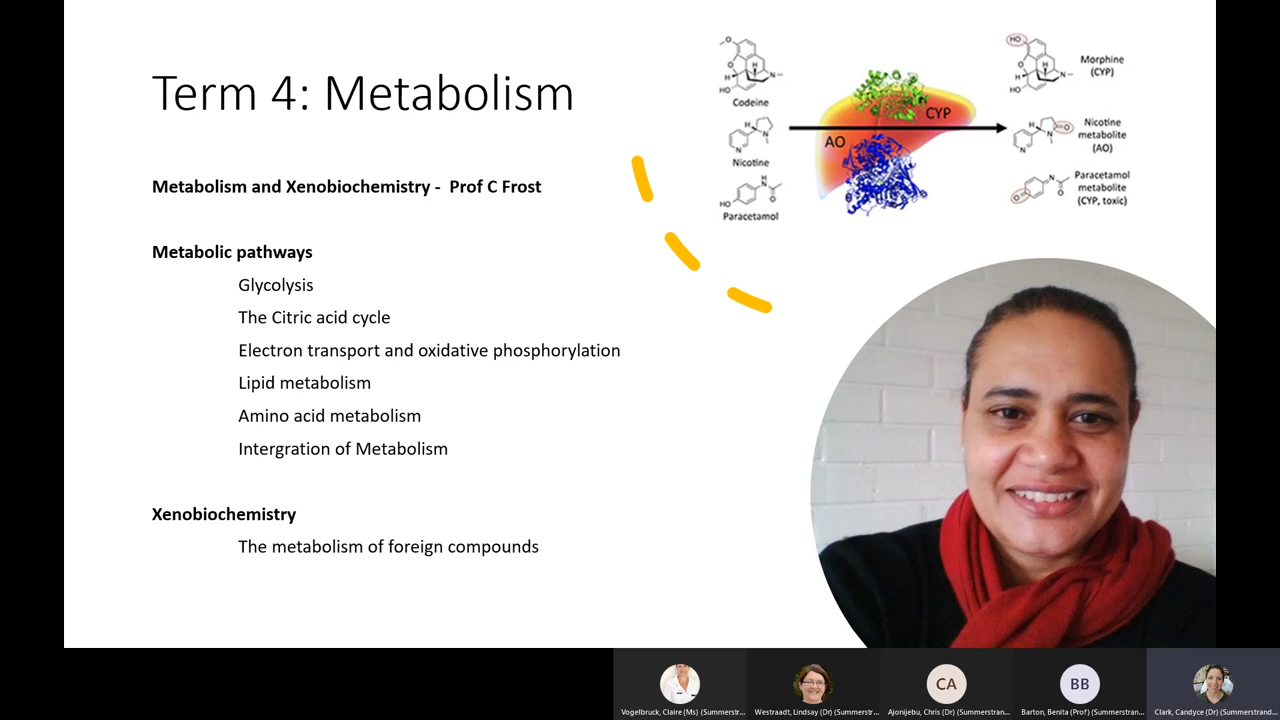 Term 4: Metabolism
Metabolism and Xenobiochemistry - Prof C Frost
Metabolic pathways
Glycolysis
The Citric acid cycle
Electron transport and oxidative phosphorylation
Lipid metabolism
Amino acid metabolism
Intergration of Metabolism
Xenobiochemistry
The metabolism of foreign compounds
Codeine
Nicotine
Paracetamol
CYP
AO
Morphine
(CYP)
Nicotine
metabolite
(AO)
Paracetamol
metabolite
(CYP, toxic)
CA
BB
Vogelbruck, Claire (Ms) (Summerstr...
Westraadt, Lindsay (Dr) (Summerstr...
Ajonijebu, Chris (Dr) (Summerstran...
Barton, Benita (Prof) (Summerstran...
Clark, Candyce (Dr) (Summerstrand...